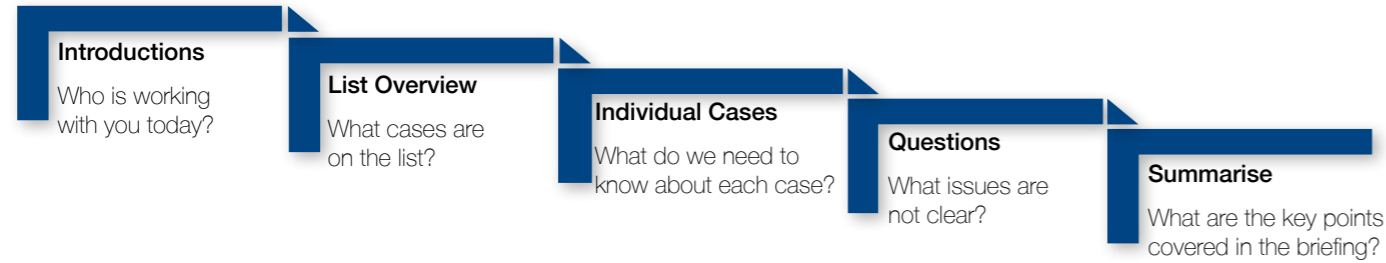 Introductions
Who is working
with you today?
List Overview
What cases are
on the list?
Individual Cases
What do we need to
know about each case?
Questions
What issues are
not clear?
Summarise
What are the key points
covered in the briefing?